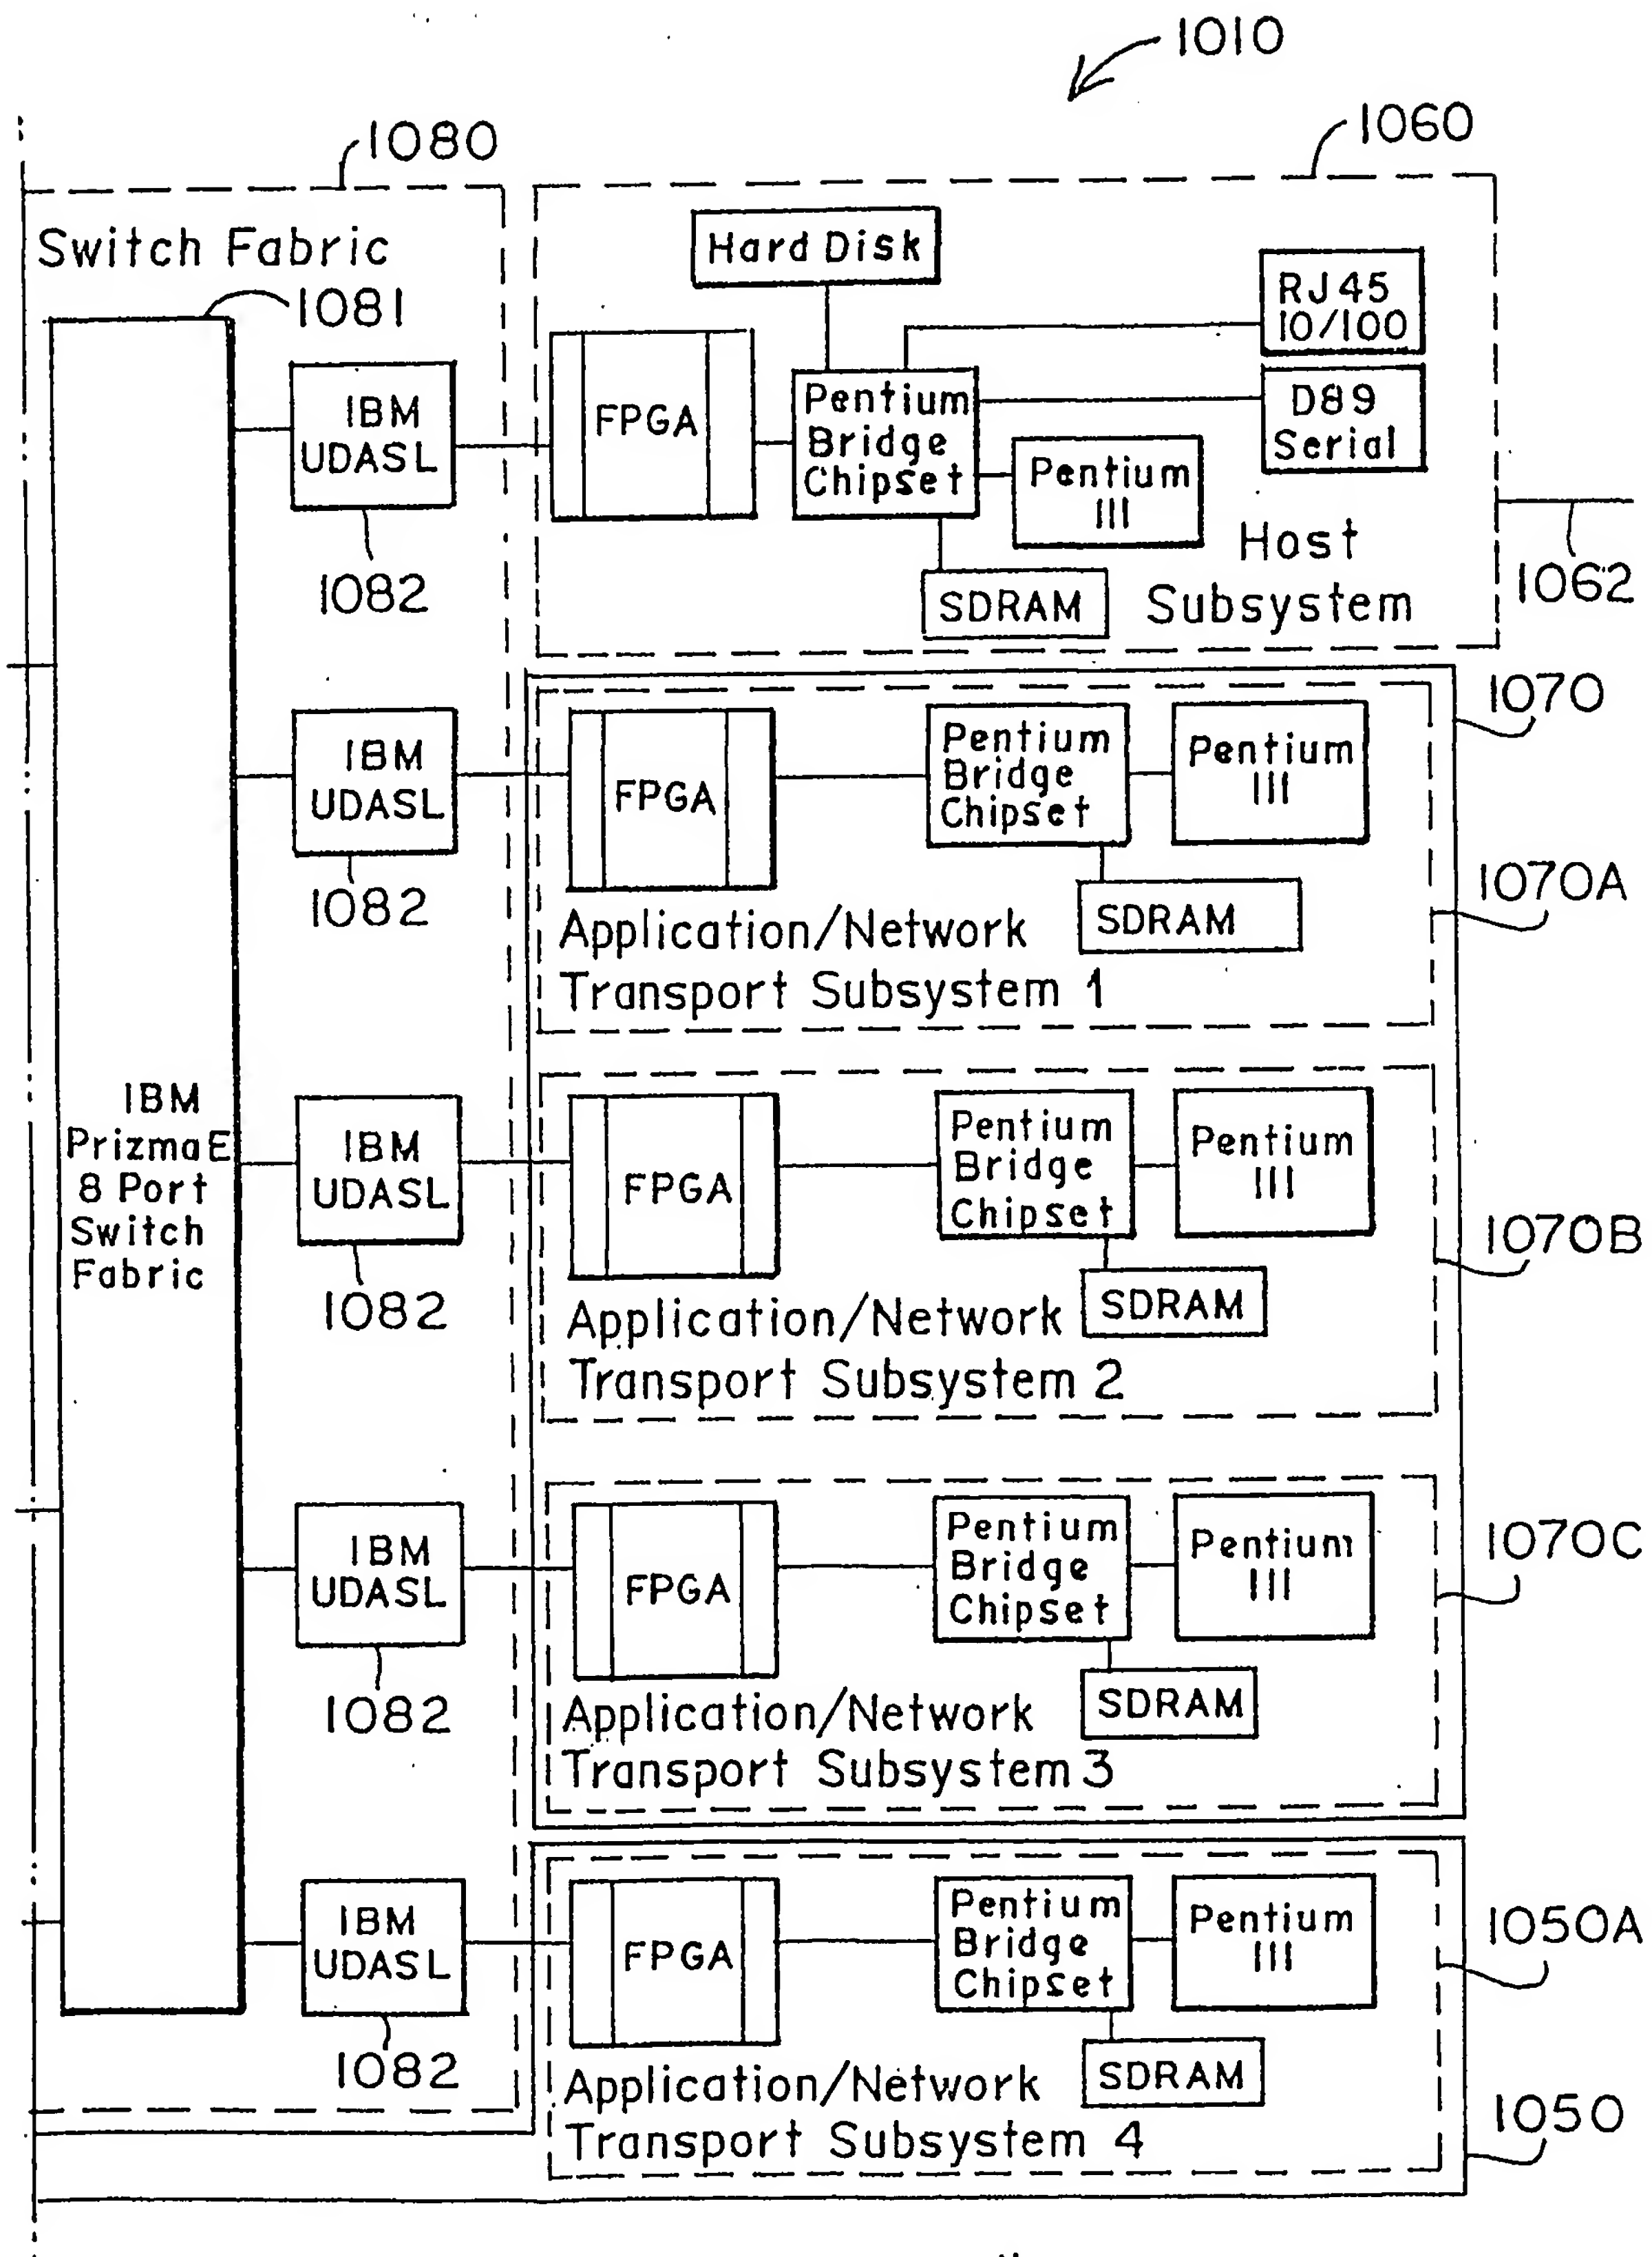 1010
1080
1060
Switch Fabric
1081
Hard Disk
RJ45
10/100
IBM
UDASL
FPGA
Pentium
Bridge
Chipset
D89
Serial
Pentium
III
Host
Subsystem
SDRAM
1082
1062
1070
IBM
UDASL
FPGA
Pentium
Bridge
Chipset
Pentium
III
1082
1070A
SDRAM
Application/Network
Transport Subsystem 1
IBM
PrizmaE
8 Port
Switch
Fabric
IBM
UDASL
FPGA
Pentium
Bridge
Chipset
Pentium
III
1070B
1082
SDRAM
Application/Network
Transport Subsystem 2
IBM
UDASL
FPGA
Pentium
Bridge
Chipset
Pentium
III
1070C
1082
SDRAM
Application/Network
Transport Subsystem 3
IBM
UDASL
FPGA
Pentium
Bridge
Chipset
Pentium
III
1050A
1082
SDRAM
Application/Network
Transport Subsystem 4
1050